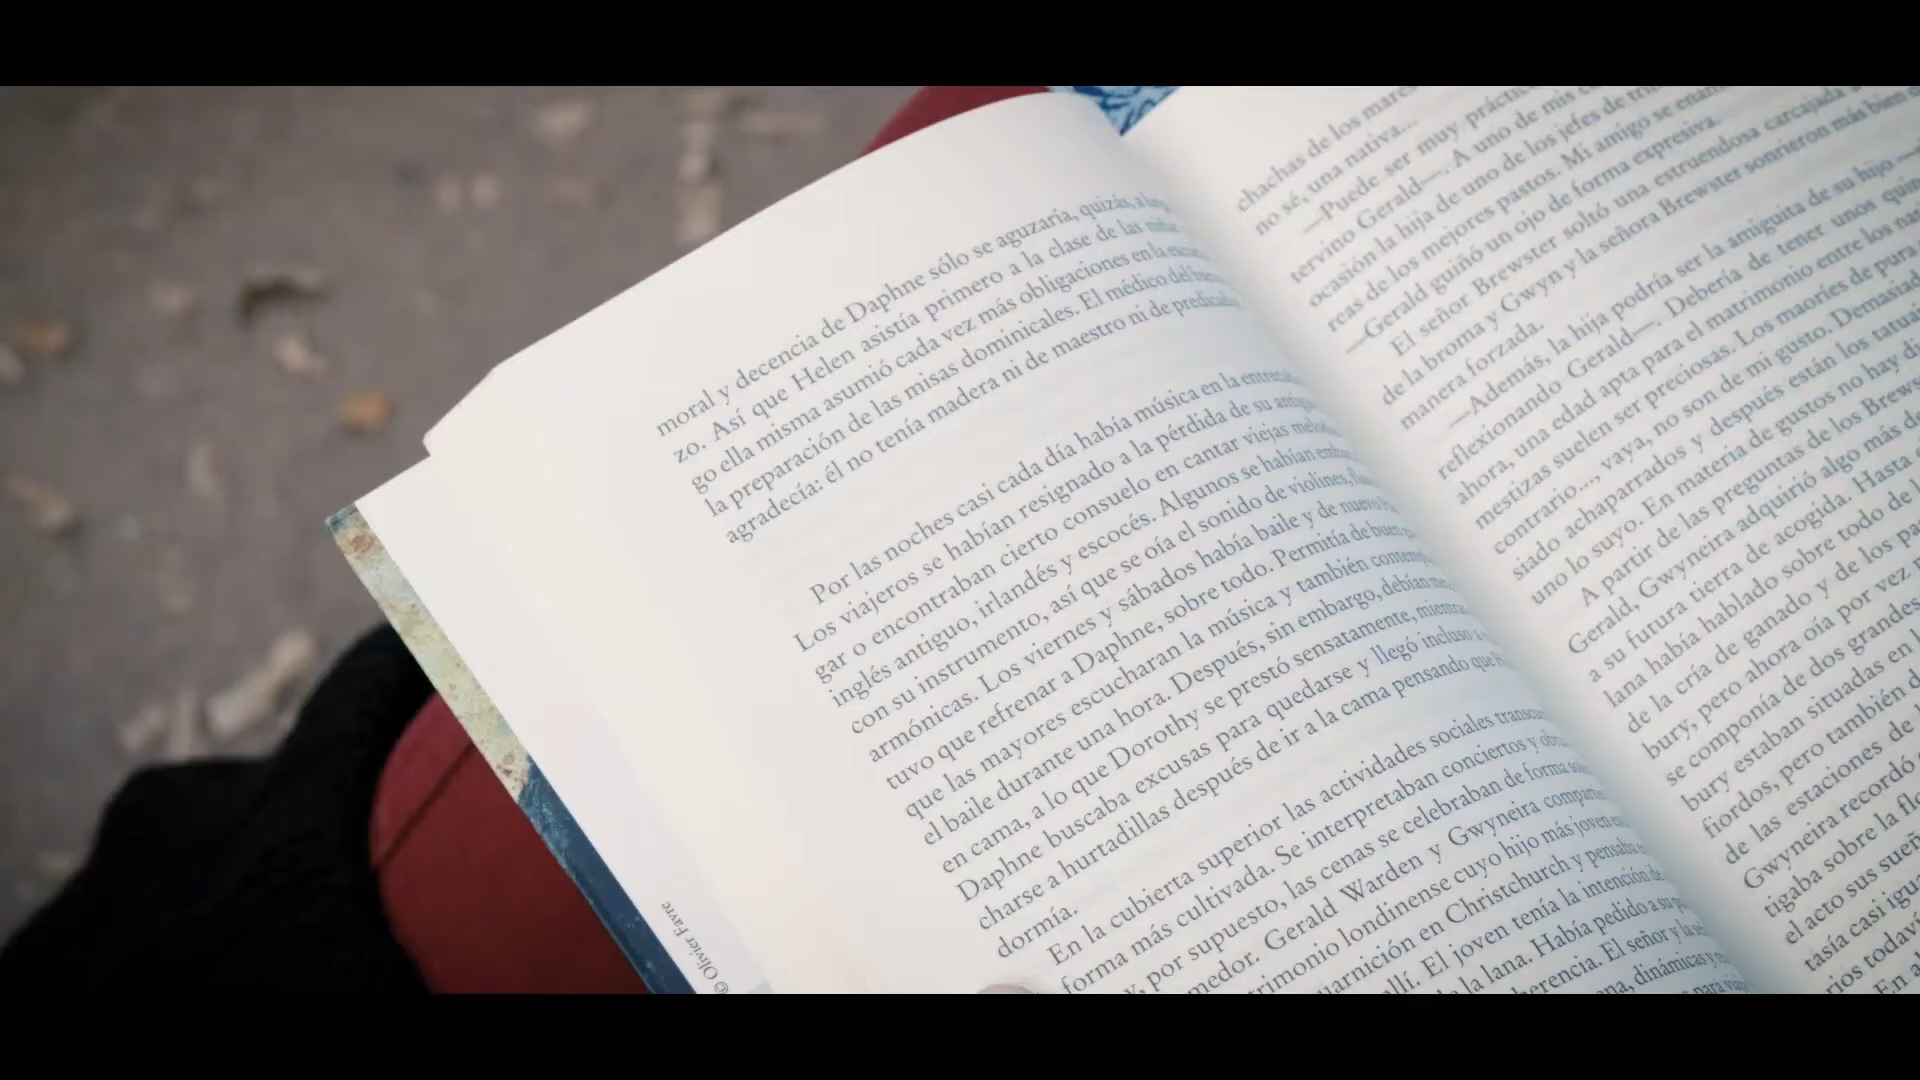 moral y decencia de Daphne sólo se aguzaría, quizás, a
zo. Así que Helen asistía primero a la clase de las
go ella misma asumió cada vez más obligaciones en la
la preparación de las misas dominicales. El médico del
agradecía: él no tenía madera ni de maestro ni de
Por las noches casi cada día había música en la
Los viajeros se habían resignado a la pérdida de su
gar o encontraban cierto consuelo en cantar viejas
inglés antiguo, irlandés y escocés. Algunos se habían
con su instrumento, así que se oía el sonido de violines,
armónicas. Los viernes y sábados había baile y de nuevo
tuvo que refrenar a Daphne, sobre todo. Permitía de buen
que las mayores escucharan la música y también
el baile durante una hora. Después, sin embargo, debían
en cama, a lo que Dorothy se prestó sensatamente,
Daphne buscaba excusas para quedarse y llegó incluso a
charse a hurtadillas después de ir a la cama pensando que
dormía.
En la cubierta superior las actividades sociales
forma más cultivada. Se interpretaban conciertos y
y, por supuesto, las cenas se celebraban de forma
medor. Gerald Warden y Gwyneira
trimonio londinense cuyo hijo más joven
uarnición en Christchurch y pensaba
allí. El joven tenía la intención de
la lana. Había pedido a su
herencia. El señor y la
na, dinámicas y
para
© Olivier Favre
chachas de los mares
no sé, una nativa...
—Puede ser muy
tervino Gerald—. A uno de mis
ocasión la hija de uno de los jefes de
reas de los mejores pastos. Mi amigo se
—Gerald guiñó un ojo de forma expresiva.
El señor Brewster soltó una estruendosa carcajada
de la broma y Gwyn y la señora Brewster sonrieron más bien
manera forzada.
—Además, la hija podría ser la amiguita de su hijo —
reflexionando Gerald—. Debería de tener unos
ahora, una edad apta para el matrimonio entre los
mestizas suelen ser preciosas. Los maoríes de pura
contrario..., vaya, no son de mi gusto.
siado achaparrados y después están los
uno lo suyo. En materia de gustos no hay
A partir de las preguntas de los
Gerald, Gwyneira adquirió algo más de
a su futura tierra de acogida. Hasta
lana había hablado sobre todo de
de la cría de ganado y de los
bury, pero ahora oía por vez
se componía de dos grandes
bury estaban situadas en
fiordos, pero también
de las estaciones de
Gwyneira recordó
tigaba sobre la
el acto sus
tasía casi
rios
En